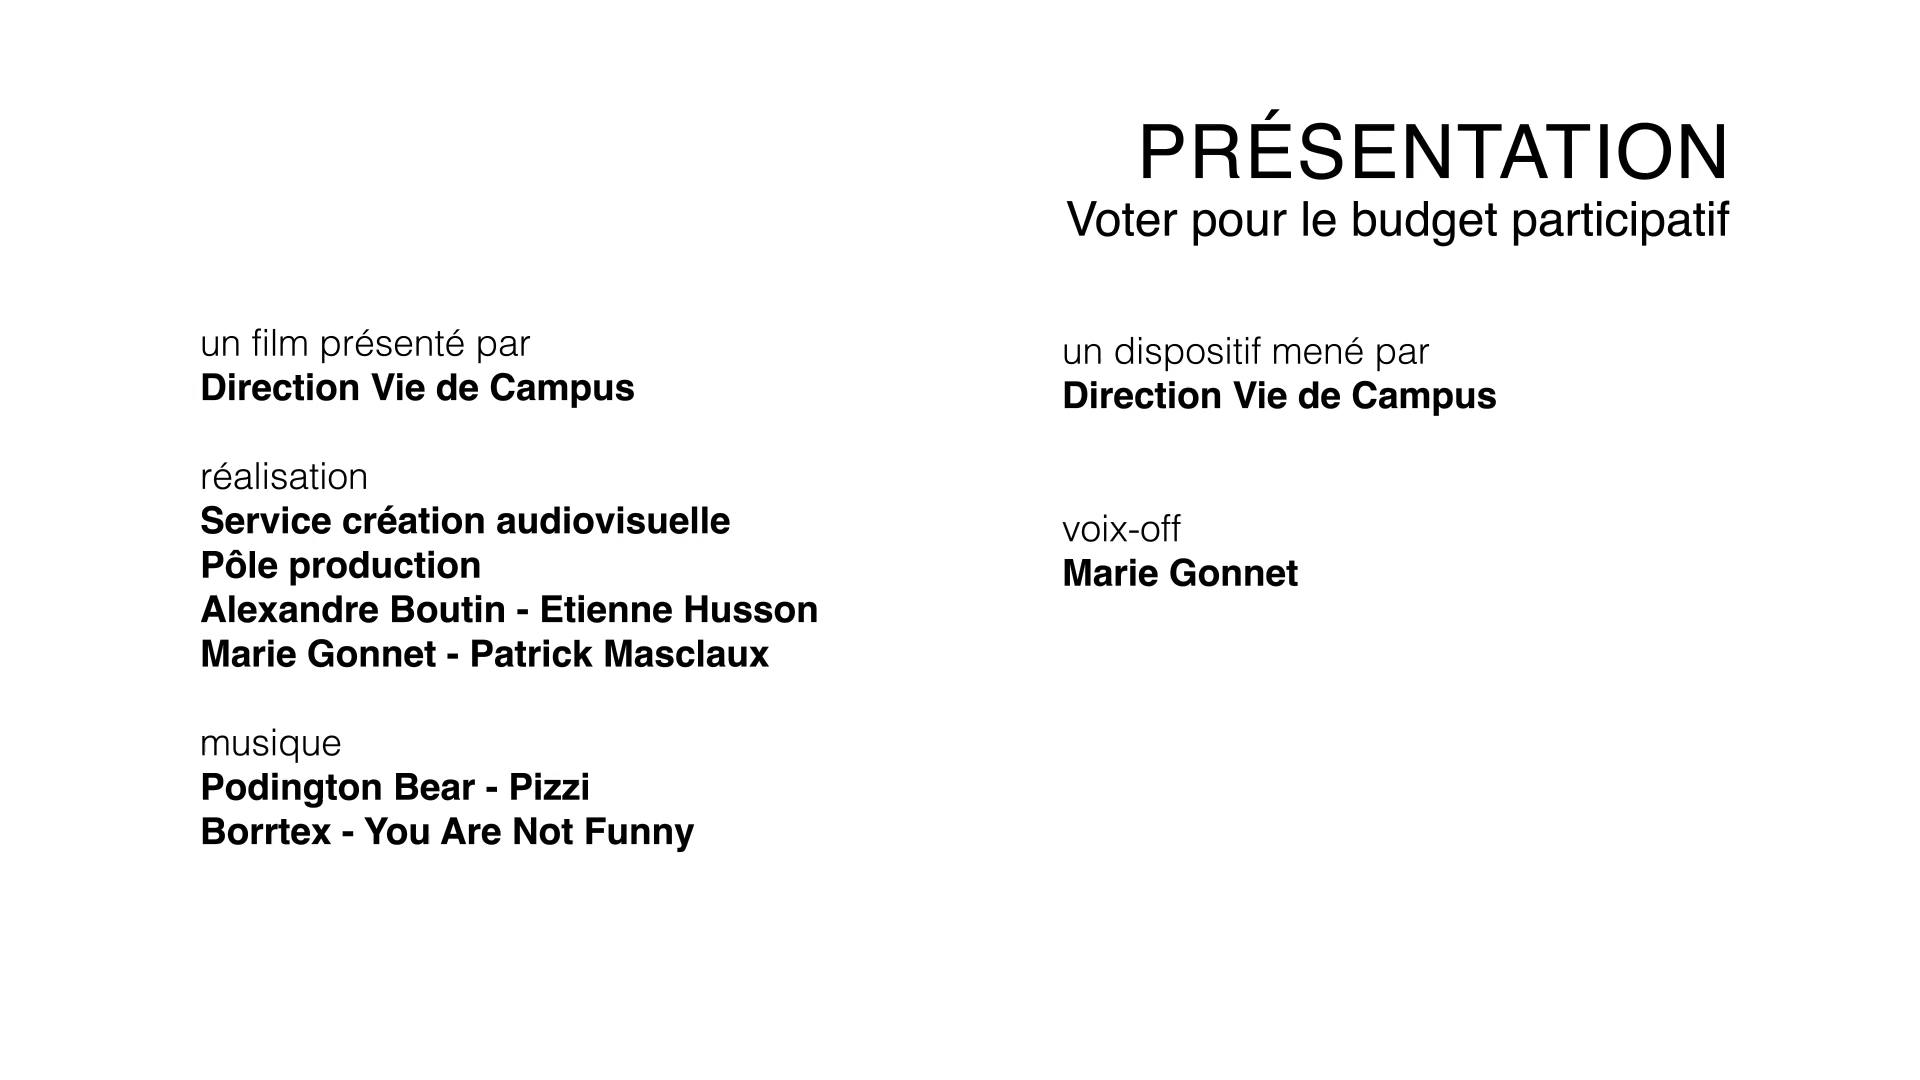 PRÉSENTATION
Voter pour le budget participatif
un film présenté par
Direction Vie de Campus
réalisation
Service création audiovisuelle
Pôle production
Alexandre Boutin - Etienne Husson
Marie Gonnet - Patrick Masclaux
musique
Podington Bear - Pizzi
Borrtex - You Are Not Funny
un dispositif mené par
Direction Vie de Campus
voix-off
Marie Gonnet